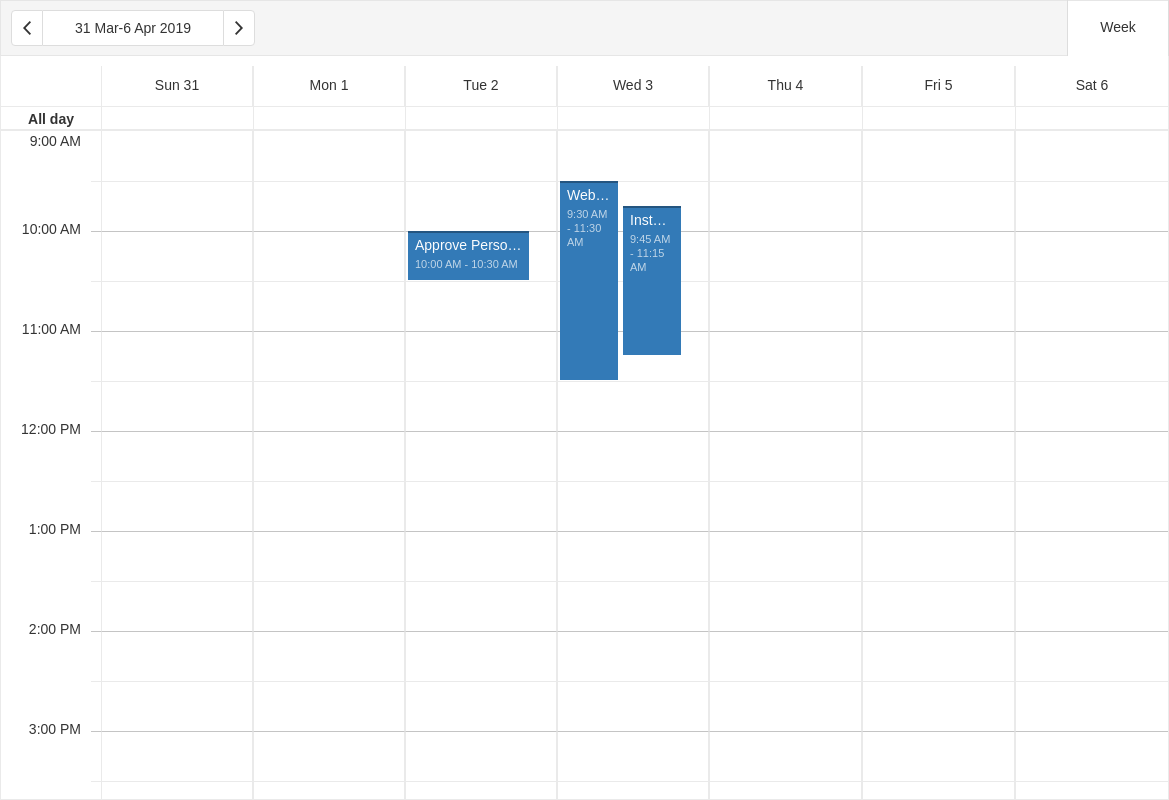 31 Mar-6 Apr 2019
Week
Sun 31
Mon 1
Tue 2
Wed 3
Thu 4
Fri 5
Sat 6
All day
9:00 AM
10:00 AM
11:00 AM
12:00 PM
1:00 PM
2:00 PM
3:00 PM
Approve Perso…
10:00 AM - 10:30 AM
Web…
9:30 AM
- 11:30
AM
Inst…
9:45 AM
- 11:15
AM